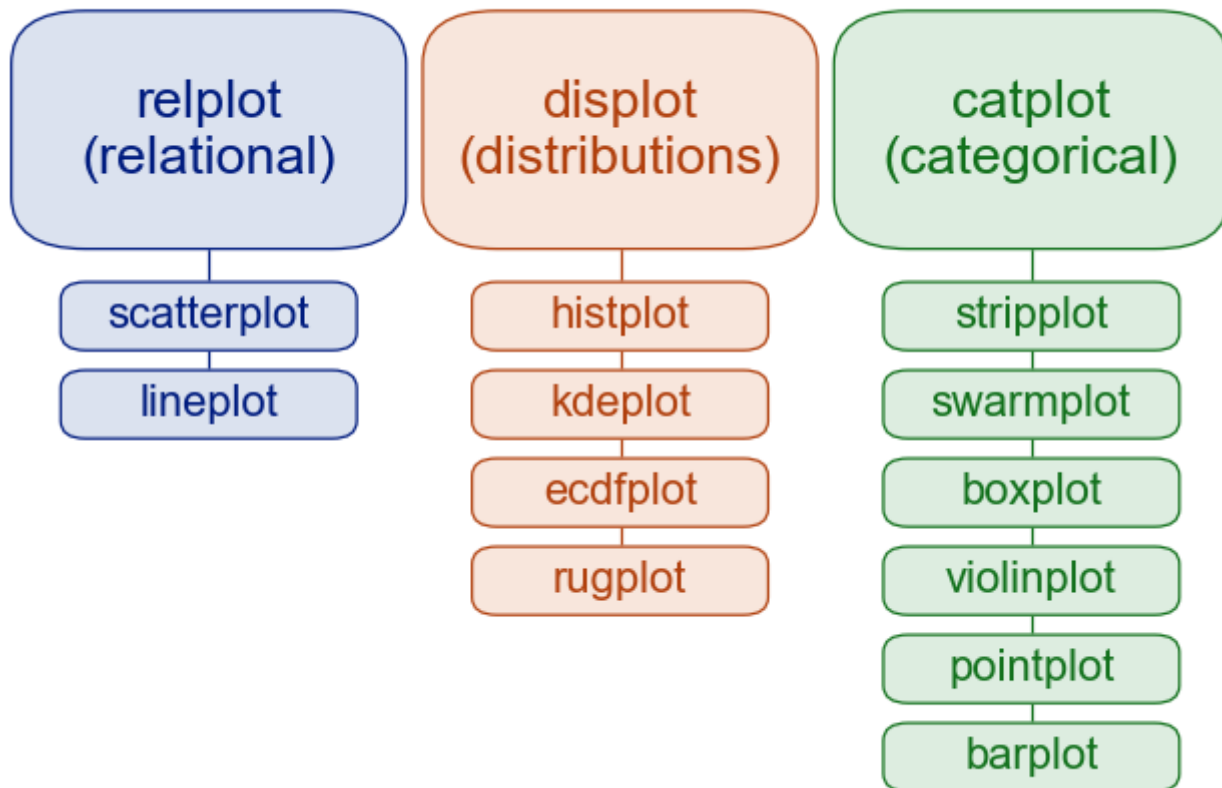 relplot
(relational)
scatterplot
lineplot
displot
(distributions)
histplot
kdeplot
ecdfplot
rugplot
catplot
(categorical)
stripplot
swarmplot
boxplot
violinplot
pointplot
barplot